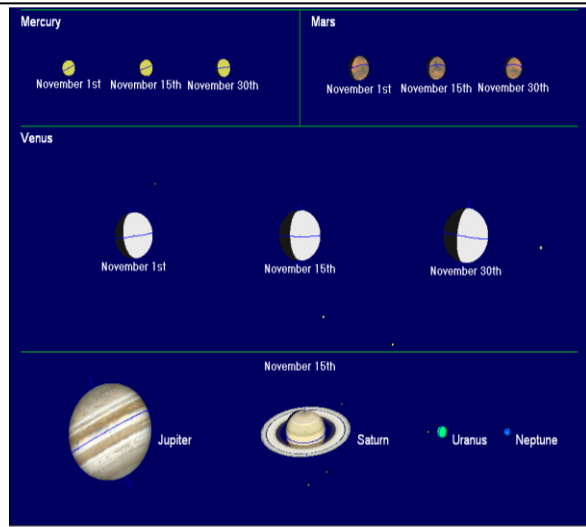 Mercury
Mars
November 1st November 15th November 30th
November 1st November 15th November 30th
Venus
November 1st November 15th November 30th
November 15th
Jupiter Saturn Uranus Neptune